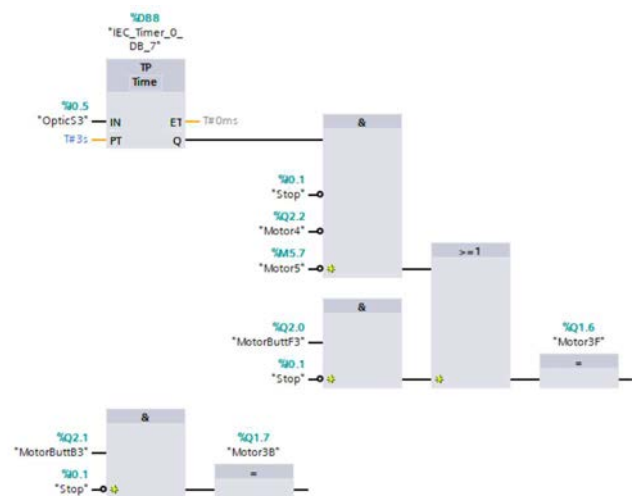 %DB8
"IEC_Timer_0_
DB_7"
TP
Time
%I0.5
"OpticS3" IN ET T#0ms
T#3s PT Q
&
%I0.1
"Stop"
%Q2.2
"Motor4"
%M5.7
"Motor5"
>=1
&
%Q2.0
"MotorButtF3"
%I0.1
"Stop"
%Q1.6
"Motor3F"
=
&
%Q2.1
"MotorButtB3"
%I0.1
"Stop"
%Q1.7
"Motor3B"
=